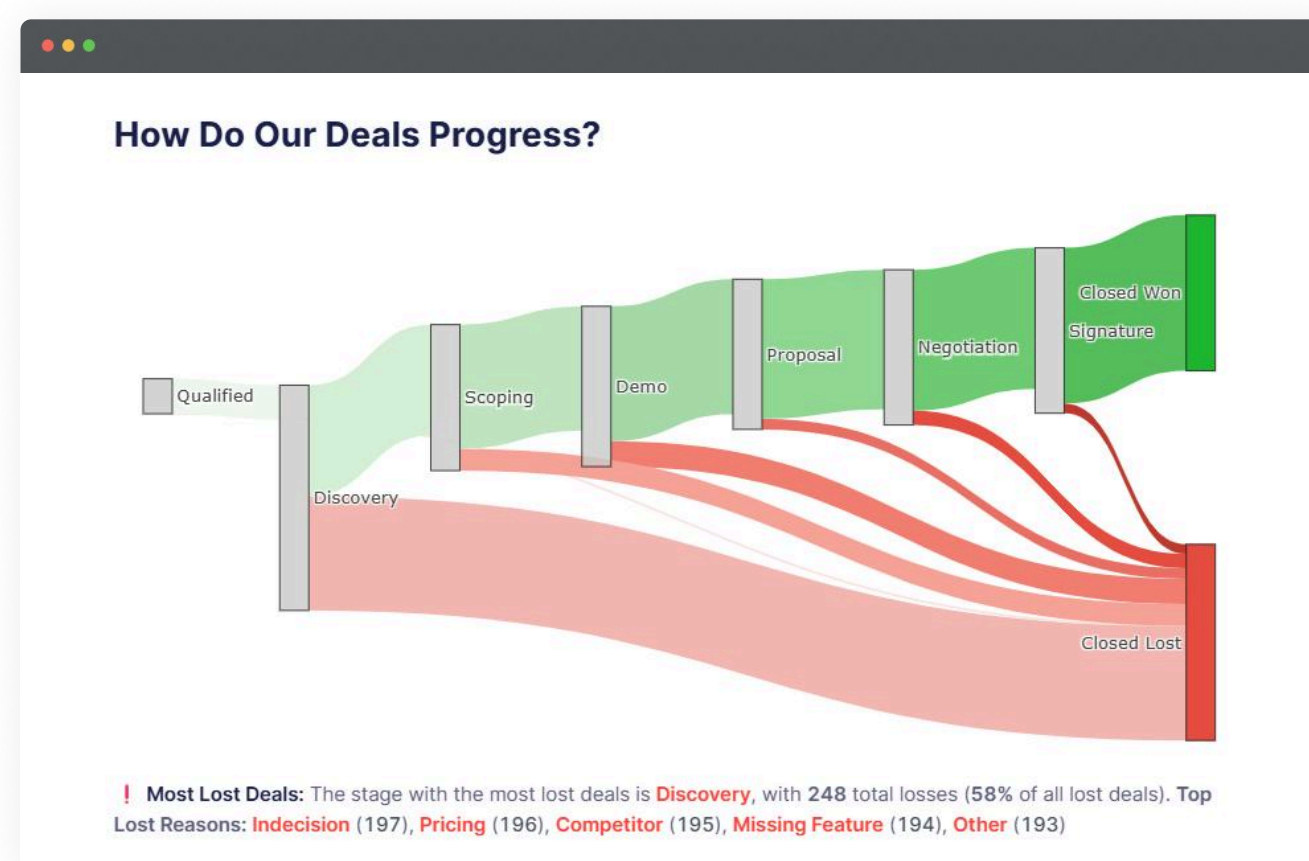 How Do Our Deals Progress?
Closed Won
Signature
Negotiation
Proposal
Demo
Scoping
Qualified
Discovery
Closed Lost
❗ Most Lost Deals: The stage with the most lost deals is Discovery, with 248 total losses (58% of all lost deals). Top
Lost Reasons: Indecision (197), Pricing (196), Competitor (195), Missing Feature (194), Other (193)